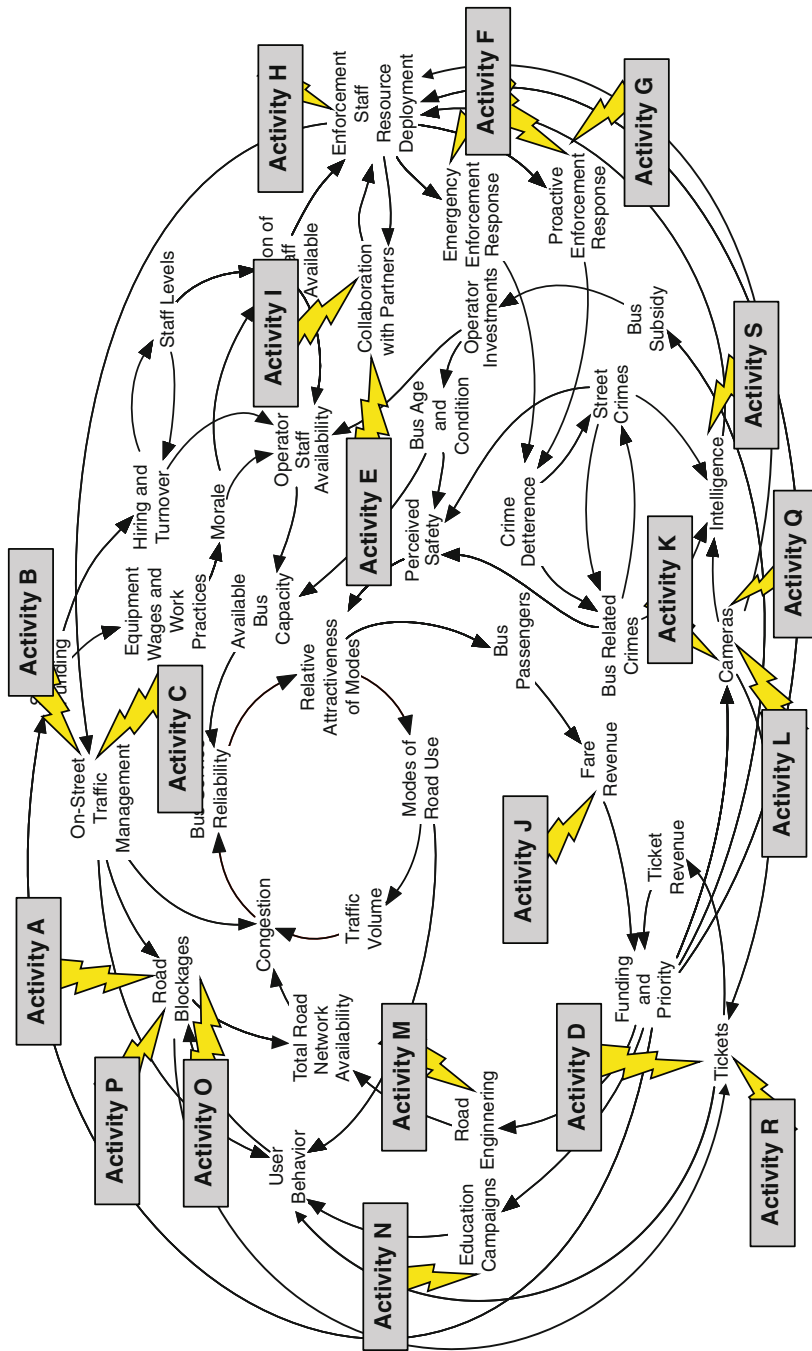 Activity A
Activity B
On-Street
Traffic
Management
Activity C
Reliability
Activity P
Activity O
Road
Blockages
Congestion
Total Road
Network
Availability
User
Behavior
Activity N
Education
Campaigns
Activity M
Road
Enginnering
Traffic
Volume
Modes of
Road Use
Relative
Attractiveness
of Modes
Equipment
Wages and
Work
Practices
Hiring and
Turnover
Staff Levels
Morale
Available
Bus
Capacity
Operator
Staff
Availability
Activity I
Available
Activity H
Enforcement
Staff
Resource
Deployment
Collaboration
with Partners
Activity E
Activity F
Emergency
Enforcement
Response
Proactive
Enforcement
Response
Activity G
Operator
Investments
Bus Age
and
Condition
Perceived
Safety
Crime
Detterence
Street
Crimes
Bus
Subsidy
Bus
Passengers
Bus Related
Crimes
Activity K
Intelligence
Activity S
Cameras
Activity Q
Activity L
Activity J
Fare
Revenue
Ticket
Revenue
Funding
and
Priority
Activity D
Tickets
Activity R